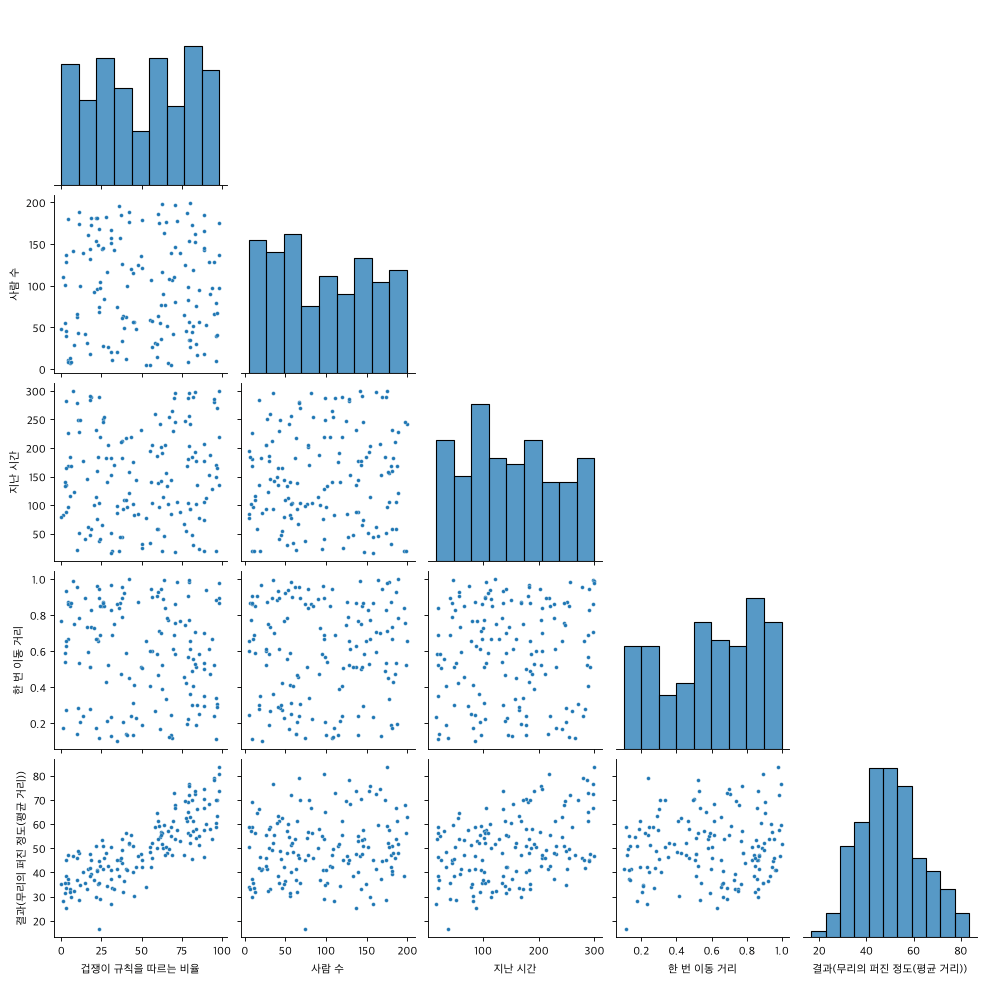 200
150
100
50
0
사람 수
300
250
200
150
100
50
지난 시간
1.0
0.8
0.6
0.4
0.2
한 번 이동 거리
80
70
60
50
40
30
20
결과(무리의 퍼진 정도(평균 거리))
0 25 50 75 100
겁쟁이 규칙을 따르는 비율
0 50 100 150 200
사람 수
100 200 300
지난 시간
0.2 0.4 0.6 0.8 1.0
한 번 이동 거리
20 40 60 80
결과(무리의 퍼진 정도(평균 거리))